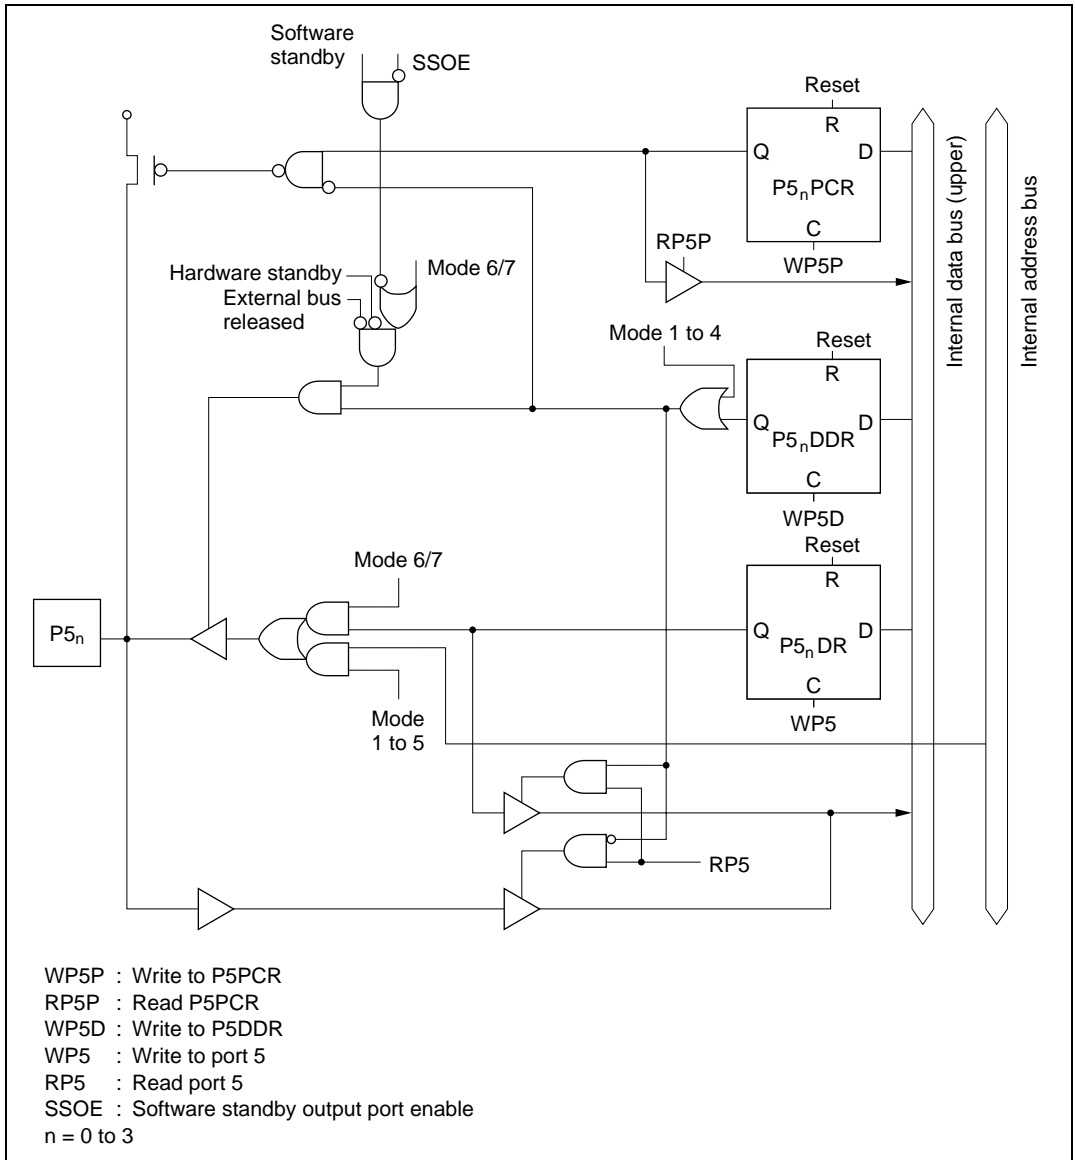 Software
standby
SSOE
Reset
R
Q
D
P5nPCR
C
WP5P
RP5P
Hardware standby
External bus
released
Mode 6/7
Mode 1 to 4
Reset
R
Q
D
P5nDDR
C
WP5D
Internal data bus (upper)
Internal address bus
Mode 6/7
Reset
R
Q
D
P5nDR
C
WP5
P5n
Mode
1 to 5
RP5
WP5P : Write to P5PCR
RP5P : Read P5PCR
WP5D : Write to P5DDR
WP5 : Write to port 5
RP5 : Read port 5
SSOE : Software standby output port enable
n = 0 to 3